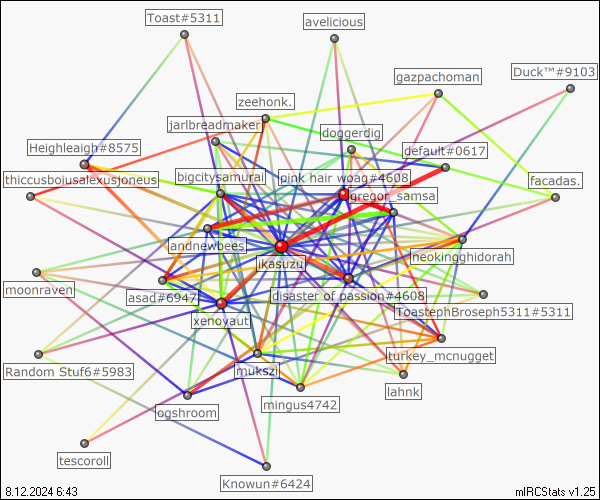 Toast#5311
avelicious
Duck™#9103
gazpachoman
zeehonk.
jarlbreadmaker
doggerdig
Heighleaigh#8575
default#0617
thiccusboiusalexusjoneus
bigcitysamurai
pink hair woag#4608
facadas.
gregor_samsa
andnewbees
neokingghidorah
ikasuzu
moonraven
asad#6947
disaster of passion#4608
ToastephBroseph5311#5311
xenoyaut
turkey_mcnugget
Random Stuf6#5983
mukszi
lahnk
ogshroom
mingus4742
tescoroll
Knowun#6424
8.12.2024 6:43
mIRCStats v1.25